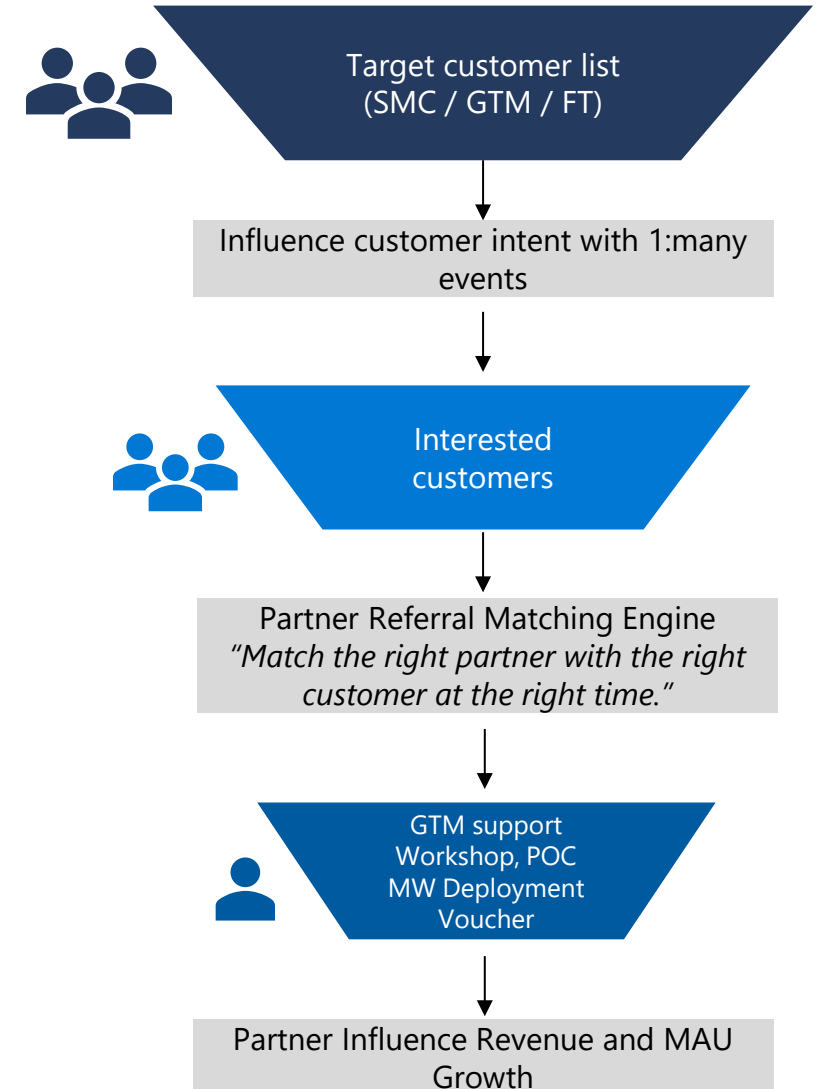 Target customer list
(SMC / GTM / FT)
Influence customer intent with 1:many
events
Interested
customers
Partner Referral Matching Engine
“Match the right partner with the right
customer at the right time.”
GTM support
Workshop, POC
MW Deployment
Voucher
Partner Influence Revenue and MAU
Growth